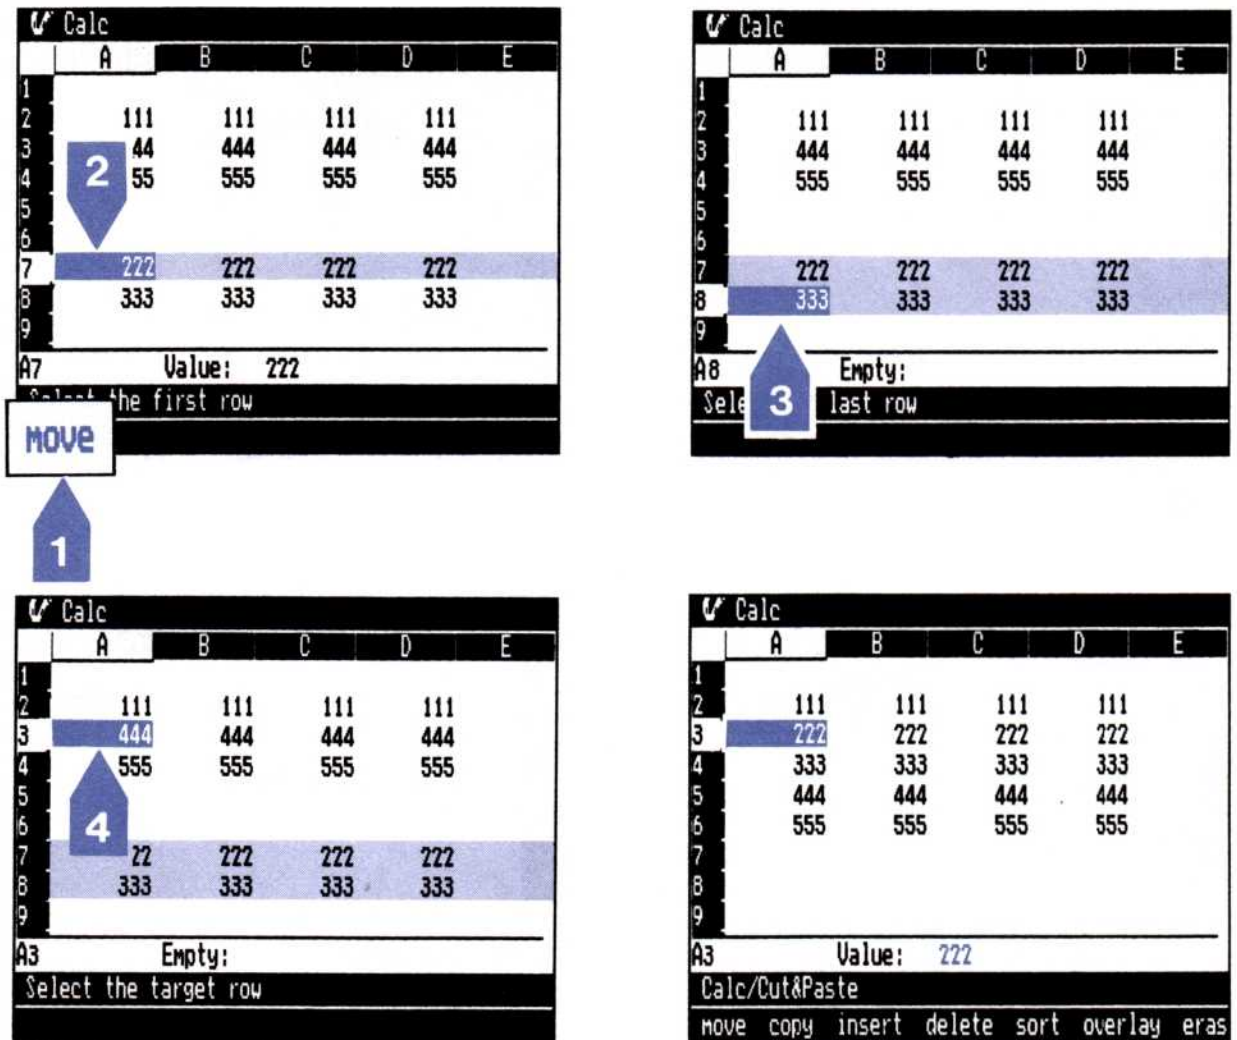 Calc
A B C D E
1
2 111 111 111 111
3 44 444 444 444
4 55 555 555 555
5
6
7 222 222 222 222
8 333 333 333 333
9
A7 Value: 222
the first row
move
2
1
Calc
A B C D E
1
2 111 111 111 111
3 444 444 444 444
4 555 555 555 555
5
6
7 222 222 222 222
8 333 333 333 333
9
A8 Empty:
Sele last row
3
Calc
A B C D E
1
2 111 111 111 111
3 444 444 444 444
4 555 555 555 555
5
6
7 22 222 222 222
8 333 333 333 333
9
A3 Empty:
Select the target row
4
Calc
A B C D E
1
2 111 111 111 111
3 222 222 222 222
4 333 333 333 333
5 444 444 444 444
6 555 555 555 555
7
8
9
A3 Value: 222
Calc/Cut&Paste
move copy insert delete sort overlay eras